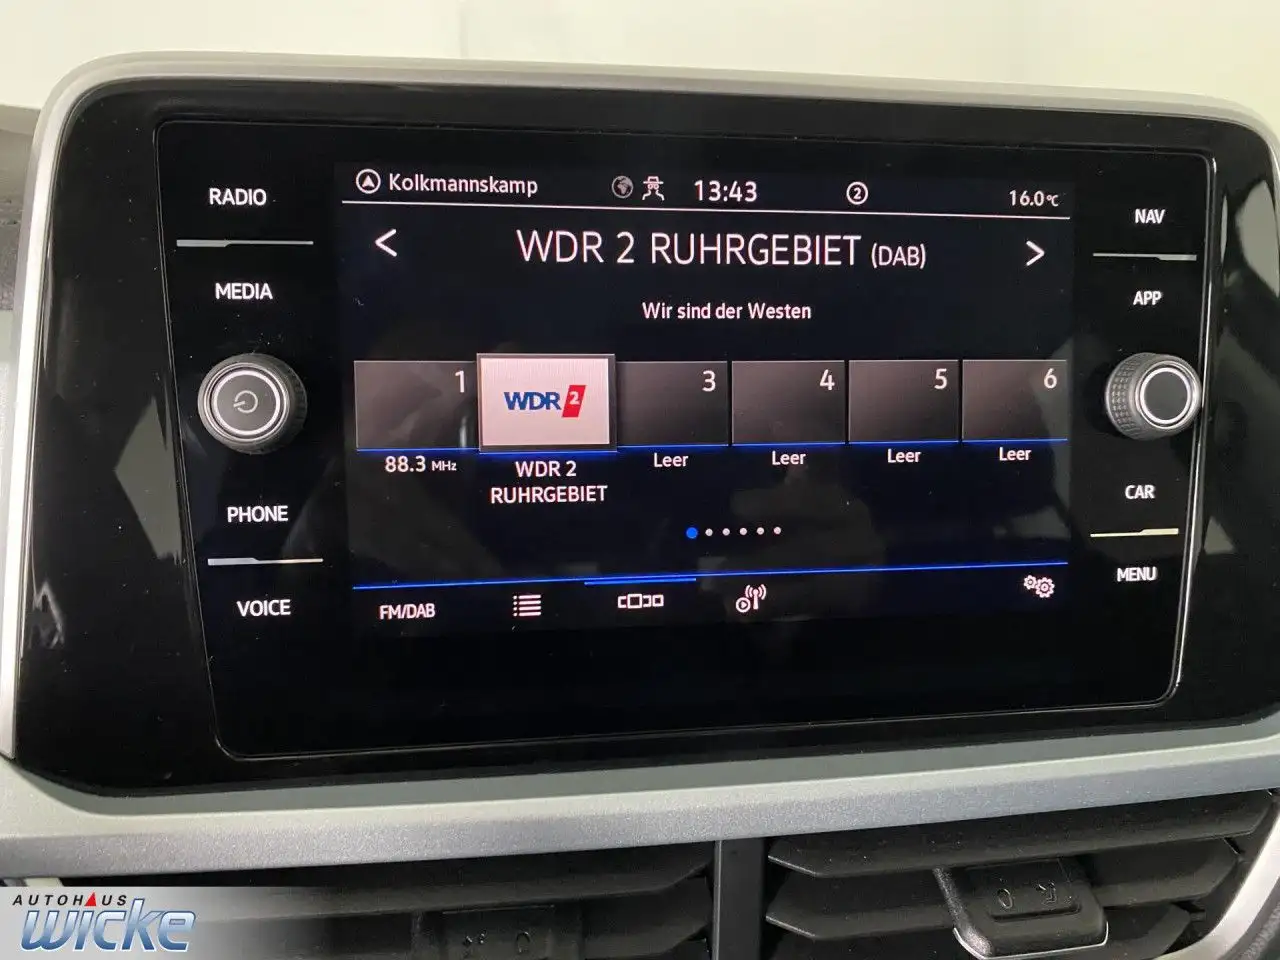 RADIO
MEDIA
PHONE
VOICE
Kolkmannskamp
13:43
2
16.0°C
< WDR 2 RUHRGEBIET (DAB) >
Wir sind der Westen
1
WDR 2
3
4
5
6
88.3 MHz
WDR 2
RUHRGEBIET
Leer
Leer
Leer
Leer
FM/DAB
NAV
APP
CAR
MENU
AUTOHAUS
wicke